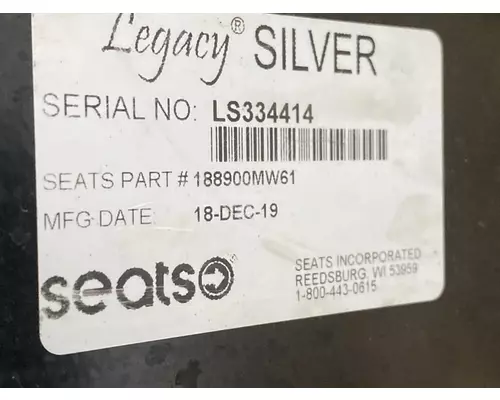 Legacy® SILVER
SERIAL NO: LS334414
SEATS PART # 188900MW61
MFG DATE: 18-DEC-19
seats
SEATS INCORPORATED
REEDSBURG, WI 53959
1-800-443-0615